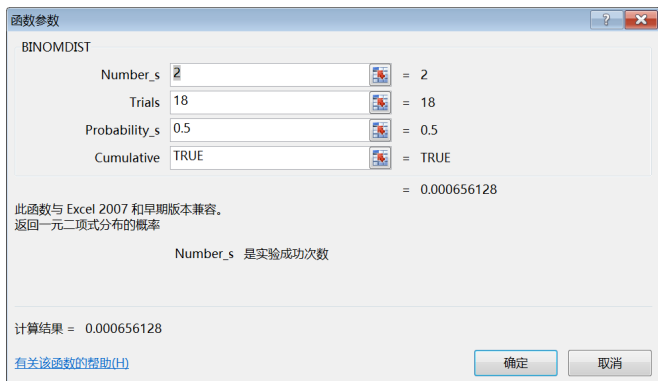 函数参数
BINOMDIST
Number_s 2 = 2
Trials 18 = 18
Probability_s 0.5 = 0.5
Cumulative TRUE = TRUE
= 0.000656128
此函数与 Excel 2007 和早期版本兼容。
返回一元二项式分布的概率
Number_s 是实验成功次数
计算结果 = 0.000656128
有关该函数的帮助(H) 确定 取消